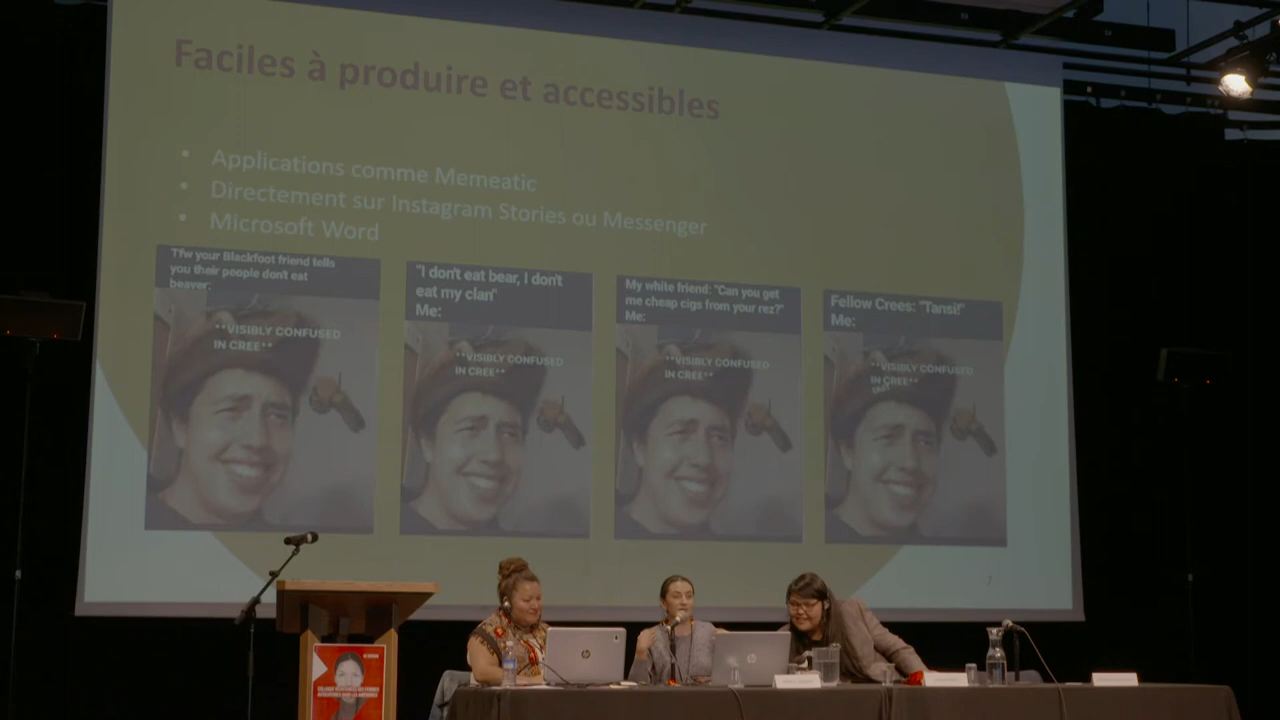 Faciles à produire et accessibles
• Applications comme Memeatic
• Directement sur Instagram Stories ou Messenger
• Microsoft Word
Tfw your Blackfoot friend tells
you their people don't eat
beaver:
**VISIBLY CONFUSED
IN CREE**
"I don't eat bear, I don't
eat my clan"
Me:
**VISIBLY CONFUSED
IN CREE**
My white friend: "Can you get
me cheap cigs from your rez?"
Me:
**VISIBLY CONFUSED
IN CREE**
Fellow Crees: "Tansi!"
Me:
**VISIBLY CONFUSED
IN CREE**
hp
hp